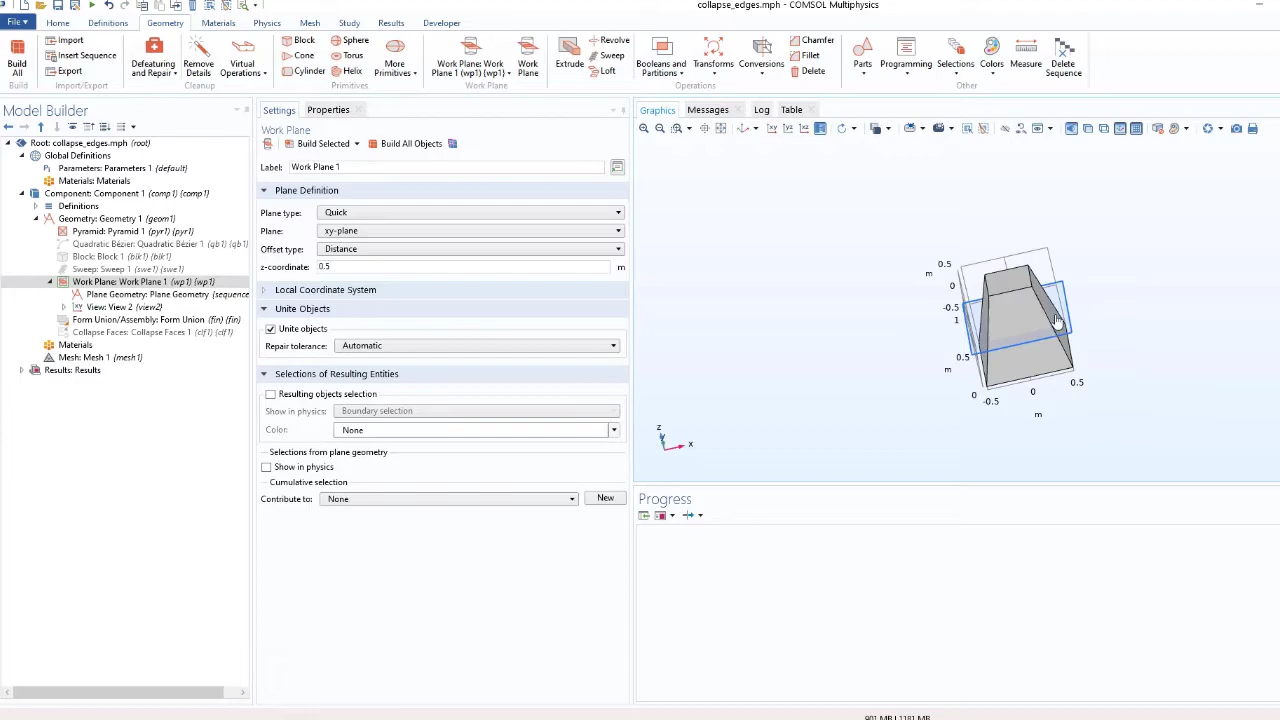 collapse_edges.mph - COMSOL Multiphysics
File Home Definitions Geometry Materials Physics Mesh Study Results Developer
Build All
Build
Import
Insert Sequence
Export
Import/Export
Defeaturing and Repair
Remove Details
Virtual Operations
Cleanup
Block
Cone
Cylinder
Sphere
Torus
Helix
More Primitives
Primitives
Work Plane: Work Plane 1 (wp1) {wp1}
Work Plane
Work Plane
Extrude
Revolve
Sweep
Loft
Booleans and Partitions
Transforms
Conversions
Chamfer
Fillet
Delete
Operations
Parts
Programming
Selections
Colors
Measure
Delete Sequence
Other
Model Builder
Root: collapse_edges.mph (root)
Global Definitions
Parameters: Parameters 1 (default)
Materials: Materials
Component: Component 1 (comp1) {comp1}
Definitions
Geometry: Geometry 1 (geom1)
Pyramid: Pyramid 1 (pyr1) {pyr1}
Quadratic Bézier: Quadratic Bézier 1 (qb1) {qb1}
Block: Block 1 (blk1) {blk1}
Sweep: Sweep 1 (swe1) {swe1}
Work Plane: Work Plane 1 (wp1) {wp1}
Plane Geometry: Plane Geometry (sequence
View: View 2 {view2}
Form Union/Assembly: Form Union (fin) {fin}
Collapse Faces: Collapse Faces 1 (clf1) {clf1}
Materials
Mesh: Mesh 1 {mesh1}
Results: Results
Settings Properties
Work Plane
Build Selected Build All Objects
Label: Work Plane 1
Plane Definition
Plane type: Quick
Plane: xy-plane
Offset type: Distance
z-coordinate: 0.5 m
Local Coordinate System
Unite Objects
Unite objects
Repair tolerance: Automatic
Selections of Resulting Entities
Resulting objects selection
Show in physics: Boundary selection
Color: None
Selections from plane geometry
Show in physics
Cumulative selection
Contribute to: None New
Graphics Messages Log Table
0.5
m
0
-0.5
1
0.5
m
0
-0.5
0
0.5
m
z
y
x
Progress
901 MB | 1181 MB